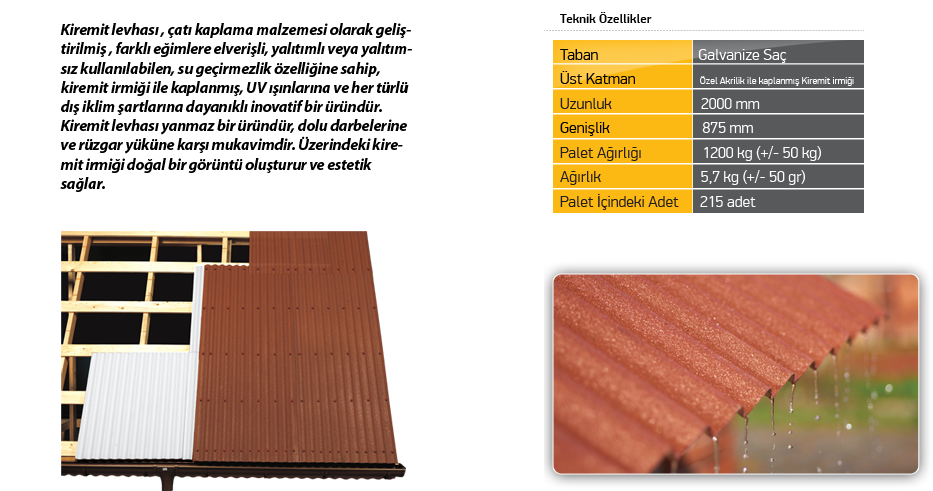 Kiremit levhası , çatı kaplama malzemesi olarak geliş-
tirilmiş , farklı eğimlere elverişli, yalıtımlı veya yalıtım-
sız kullanılabilen, su geçirmezlik özelliğine sahip,
kiremit irmiği ile kaplanmış, UV ışınlarına ve her türlü
dış iklim şartlarına dayanıklı inovatif bir üründür.
Kiremit levhası yanmaz bir üründür, dolu darbelerine
ve rüzgar yüküne karşı mukavimdir. Üzerindeki kire-
mit irmiği doğal bir görüntü oluşturur ve estetik
sağlar.
Teknik Özellikler
Taban Galvanize Saç
Üst Katman Özel Akrilik ile kaplanmış Kiremit irmiği
Uzunluk 2000 mm
Genişlik 875 mm
Palet Ağırlığı 1200 kg (+/- 50 kg)
Ağırlık 5,7 kg (+/- 50 gr)
Palet İçindeki Adet 215 adet